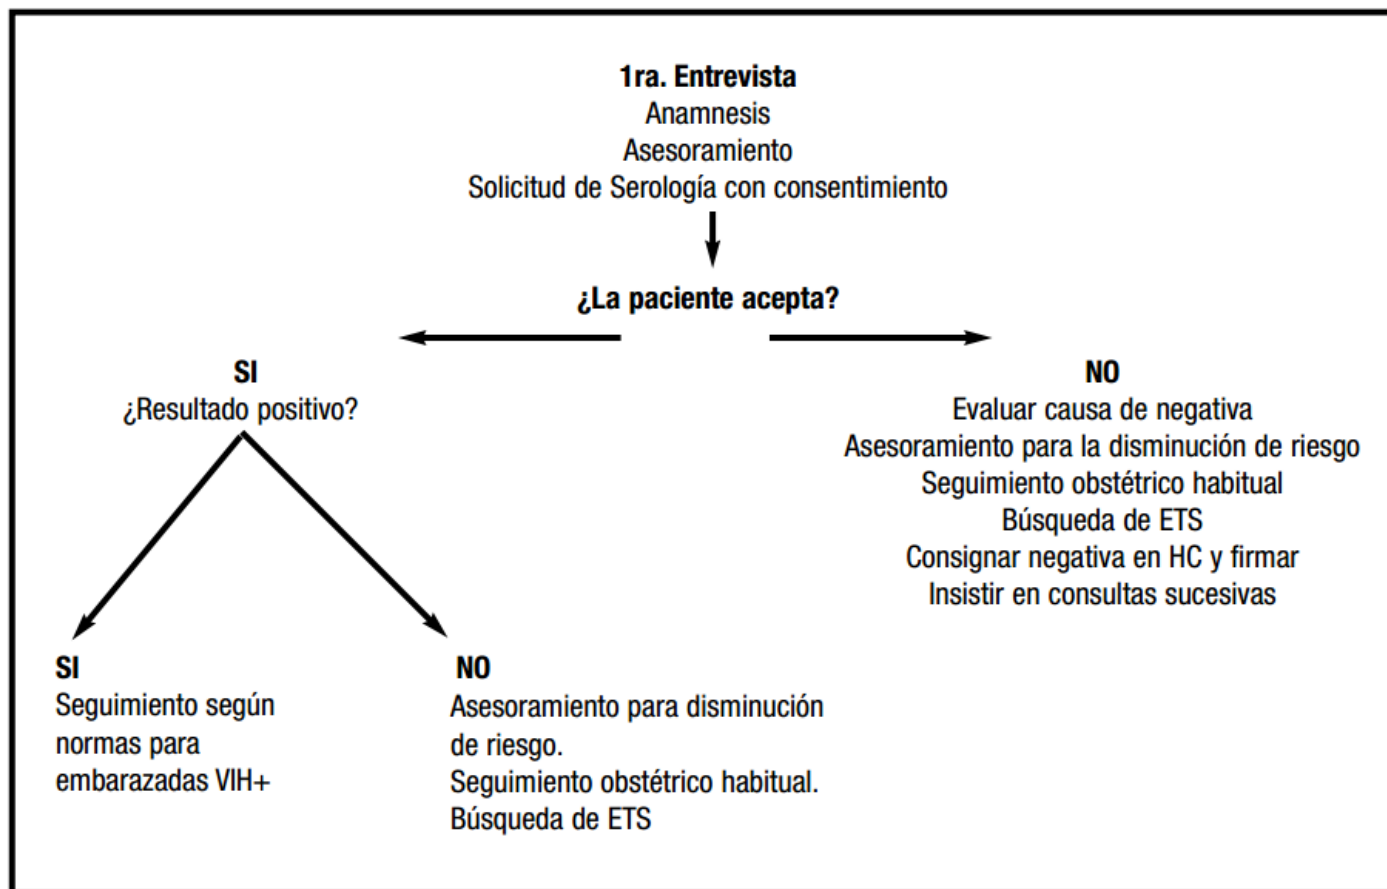 1ra. Entrevista
Anamnesis
Asesoramiento
Solicitud de Serología con consentimiento
¿La paciente acepta?
SI
¿Resultado positivo?
NO
Evaluar causa de negativa
Asesoramiento para la disminución de riesgo
Seguimiento obstétrico habitual
Búsqueda de ETS
Consignar negativa en HC y firmar
Insistir en consultas sucesivas
SI
Seguimiento según
normas para
embarazadas VIH+
NO
Asesoramiento para disminución
de riesgo.
Seguimiento obstétrico habitual.
Búsqueda de ETS